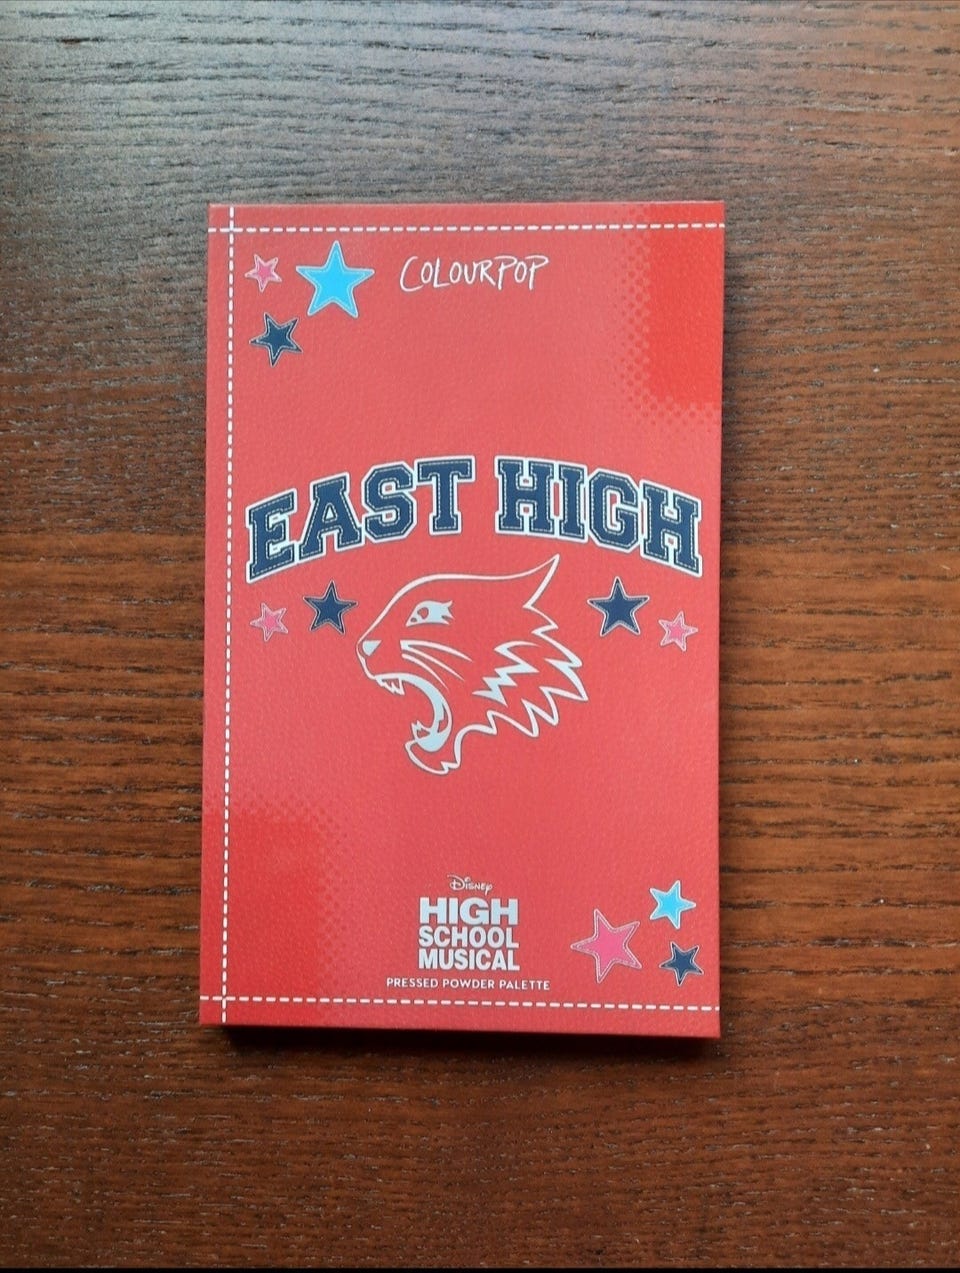 COLOURPOP
EAST HIGH
Disney
HIGH
SCHOOL
MUSICAL
PRESSED POWDER PALETTE